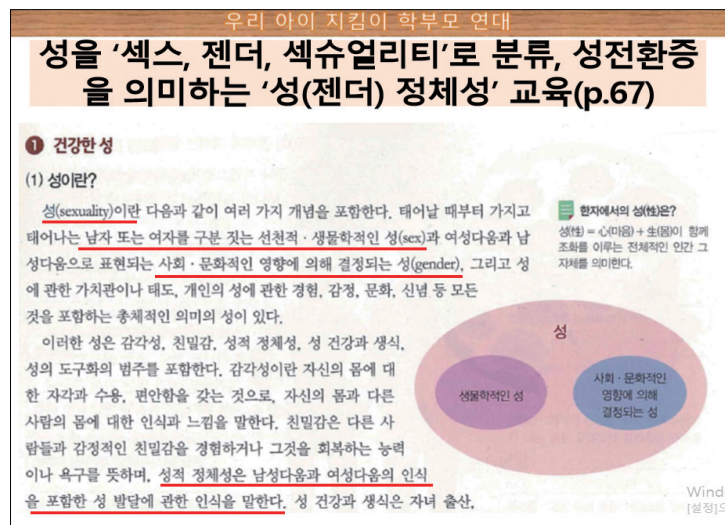 우리 아이 지킴이 학부모 연대
성을 ‘섹스, 젠더, 섹슈얼리티’로 분류, 성전환증
을 의미하는 ‘성(젠더) 정체성’ 교육(p.67)
1 건강한 성
(1) 성이란?
성(sexuality)이란 다음과 같이 여러 가지 개념을 포함한다. 태어날 때부터 가지고
태어나는 남자 또는 여자를 구분 짓는 선천적·생물학적인 성(sex)과 여성다움과 남
성다움으로 표현되는 사회·문화적인 영향에 의해 결정되는 성(gender), 그리고 성
에 관한 가치관이나 태도, 개인의 성에 관한 경험, 감정, 문화, 신념 등 모든
것을 포함하는 총체적인 의미의 성이 있다.
이러한 성은 감각성, 친밀감, 성적 정체성, 성 건강과 생식,
성의 도구화의 범주를 포함한다. 감각성이란 자신의 몸에 대
한 자각과 수용, 편안함을 갖는 것으로, 자신의 몸과 다른
사람의 몸에 대한 인식과 느낌을 말한다. 친밀감은 다른 사
람들과 감정적인 친밀감을 경험하거나 그것을 회복하는 능력
이나 욕구를 뜻하며, 성적 정체성은 남성다움과 여성다움의 인식
을 포함한 성 발달에 관한 인식을 말한다. 성 건강과 생식은 자녀 출산,
한자에서의 성(性)은?
성(性) = 心(마음) + 生(몸)이 함께
조화를 이루는 전체적인 인간 그
자체를 의미한다.
성
생물학적인 성
사회·문화적인
영향에 의해
결정되는 성
Wind
[설정]으